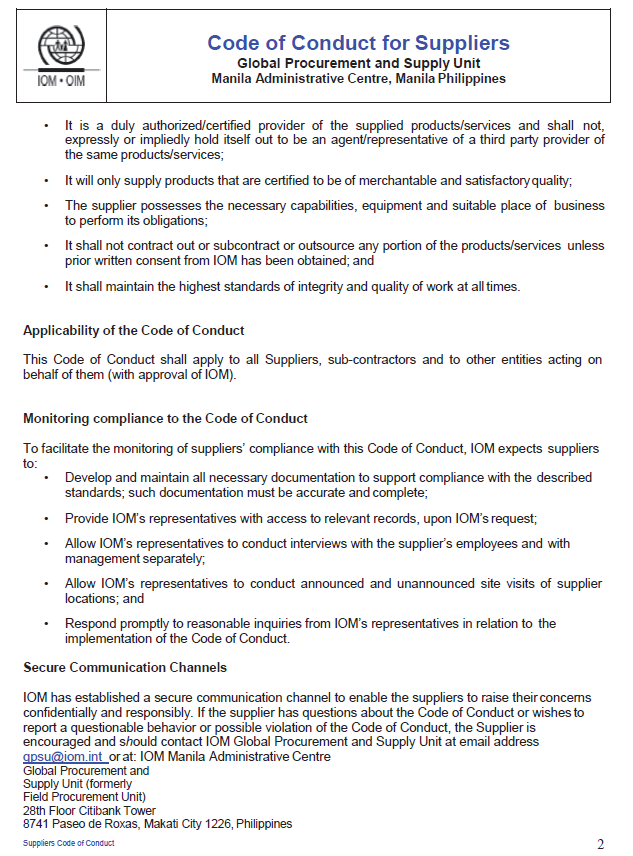 IOM • OIM
Code of Conduct for Suppliers
Global Procurement and Supply Unit
Manila Administrative Centre, Manila Philippines
• It is a duly authorized/certified provider of the supplied products/services and shall not,
expressly or impliedly hold itself out to be an agent/representative of a third party provider of
the same products/services;
• It will only supply products that are certified to be of merchantable and satisfactory quality;
• The supplier possesses the necessary capabilities, equipment and suitable place of business
to perform its obligations;
• It shall not contract out or subcontract or outsource any portion of the products/services unless
prior written consent from IOM has been obtained; and
• It shall maintain the highest standards of integrity and quality of work at all times.
Applicability of the Code of Conduct
This Code of Conduct shall apply to all Suppliers, sub-contractors and to other entities acting on
behalf of them (with approval of IOM).
Monitoring compliance to the Code of Conduct
To facilitate the monitoring of suppliers' compliance with this Code of Conduct, IOM expects suppliers
to:
• Develop and maintain all necessary documentation to support compliance with the described
standards; such documentation must be accurate and complete;
• Provide IOM's representatives with access to relevant records, upon IOM's request;
• Allow IOM's representatives to conduct interviews with the supplier's employees and with
management separately;
• Allow IOM's representatives to conduct announced and unannounced site visits of supplier
locations; and
• Respond promptly to reasonable inquiries from IOM's representatives in relation to the
implementation of the Code of Conduct.
Secure Communication Channels
IOM has established a secure communication channel to enable the suppliers to raise their concerns
confidentially and responsibly. If the supplier has questions about the Code of Conduct or wishes to
report a questionable behavior or possible violation of the Code of Conduct, the Supplier is
encouraged and should contact IOM Global Procurement and Supply Unit at email address
gpsu@iom.int or at: IOM Manila Administrative Centre
Global Procurement and
Supply Unit (formerly
Field Procurement Unit)
28th Floor Citibank Tower
8741 Paseo de Roxas, Makati City 1226, Philippines
Suppliers Code of Conduct 2